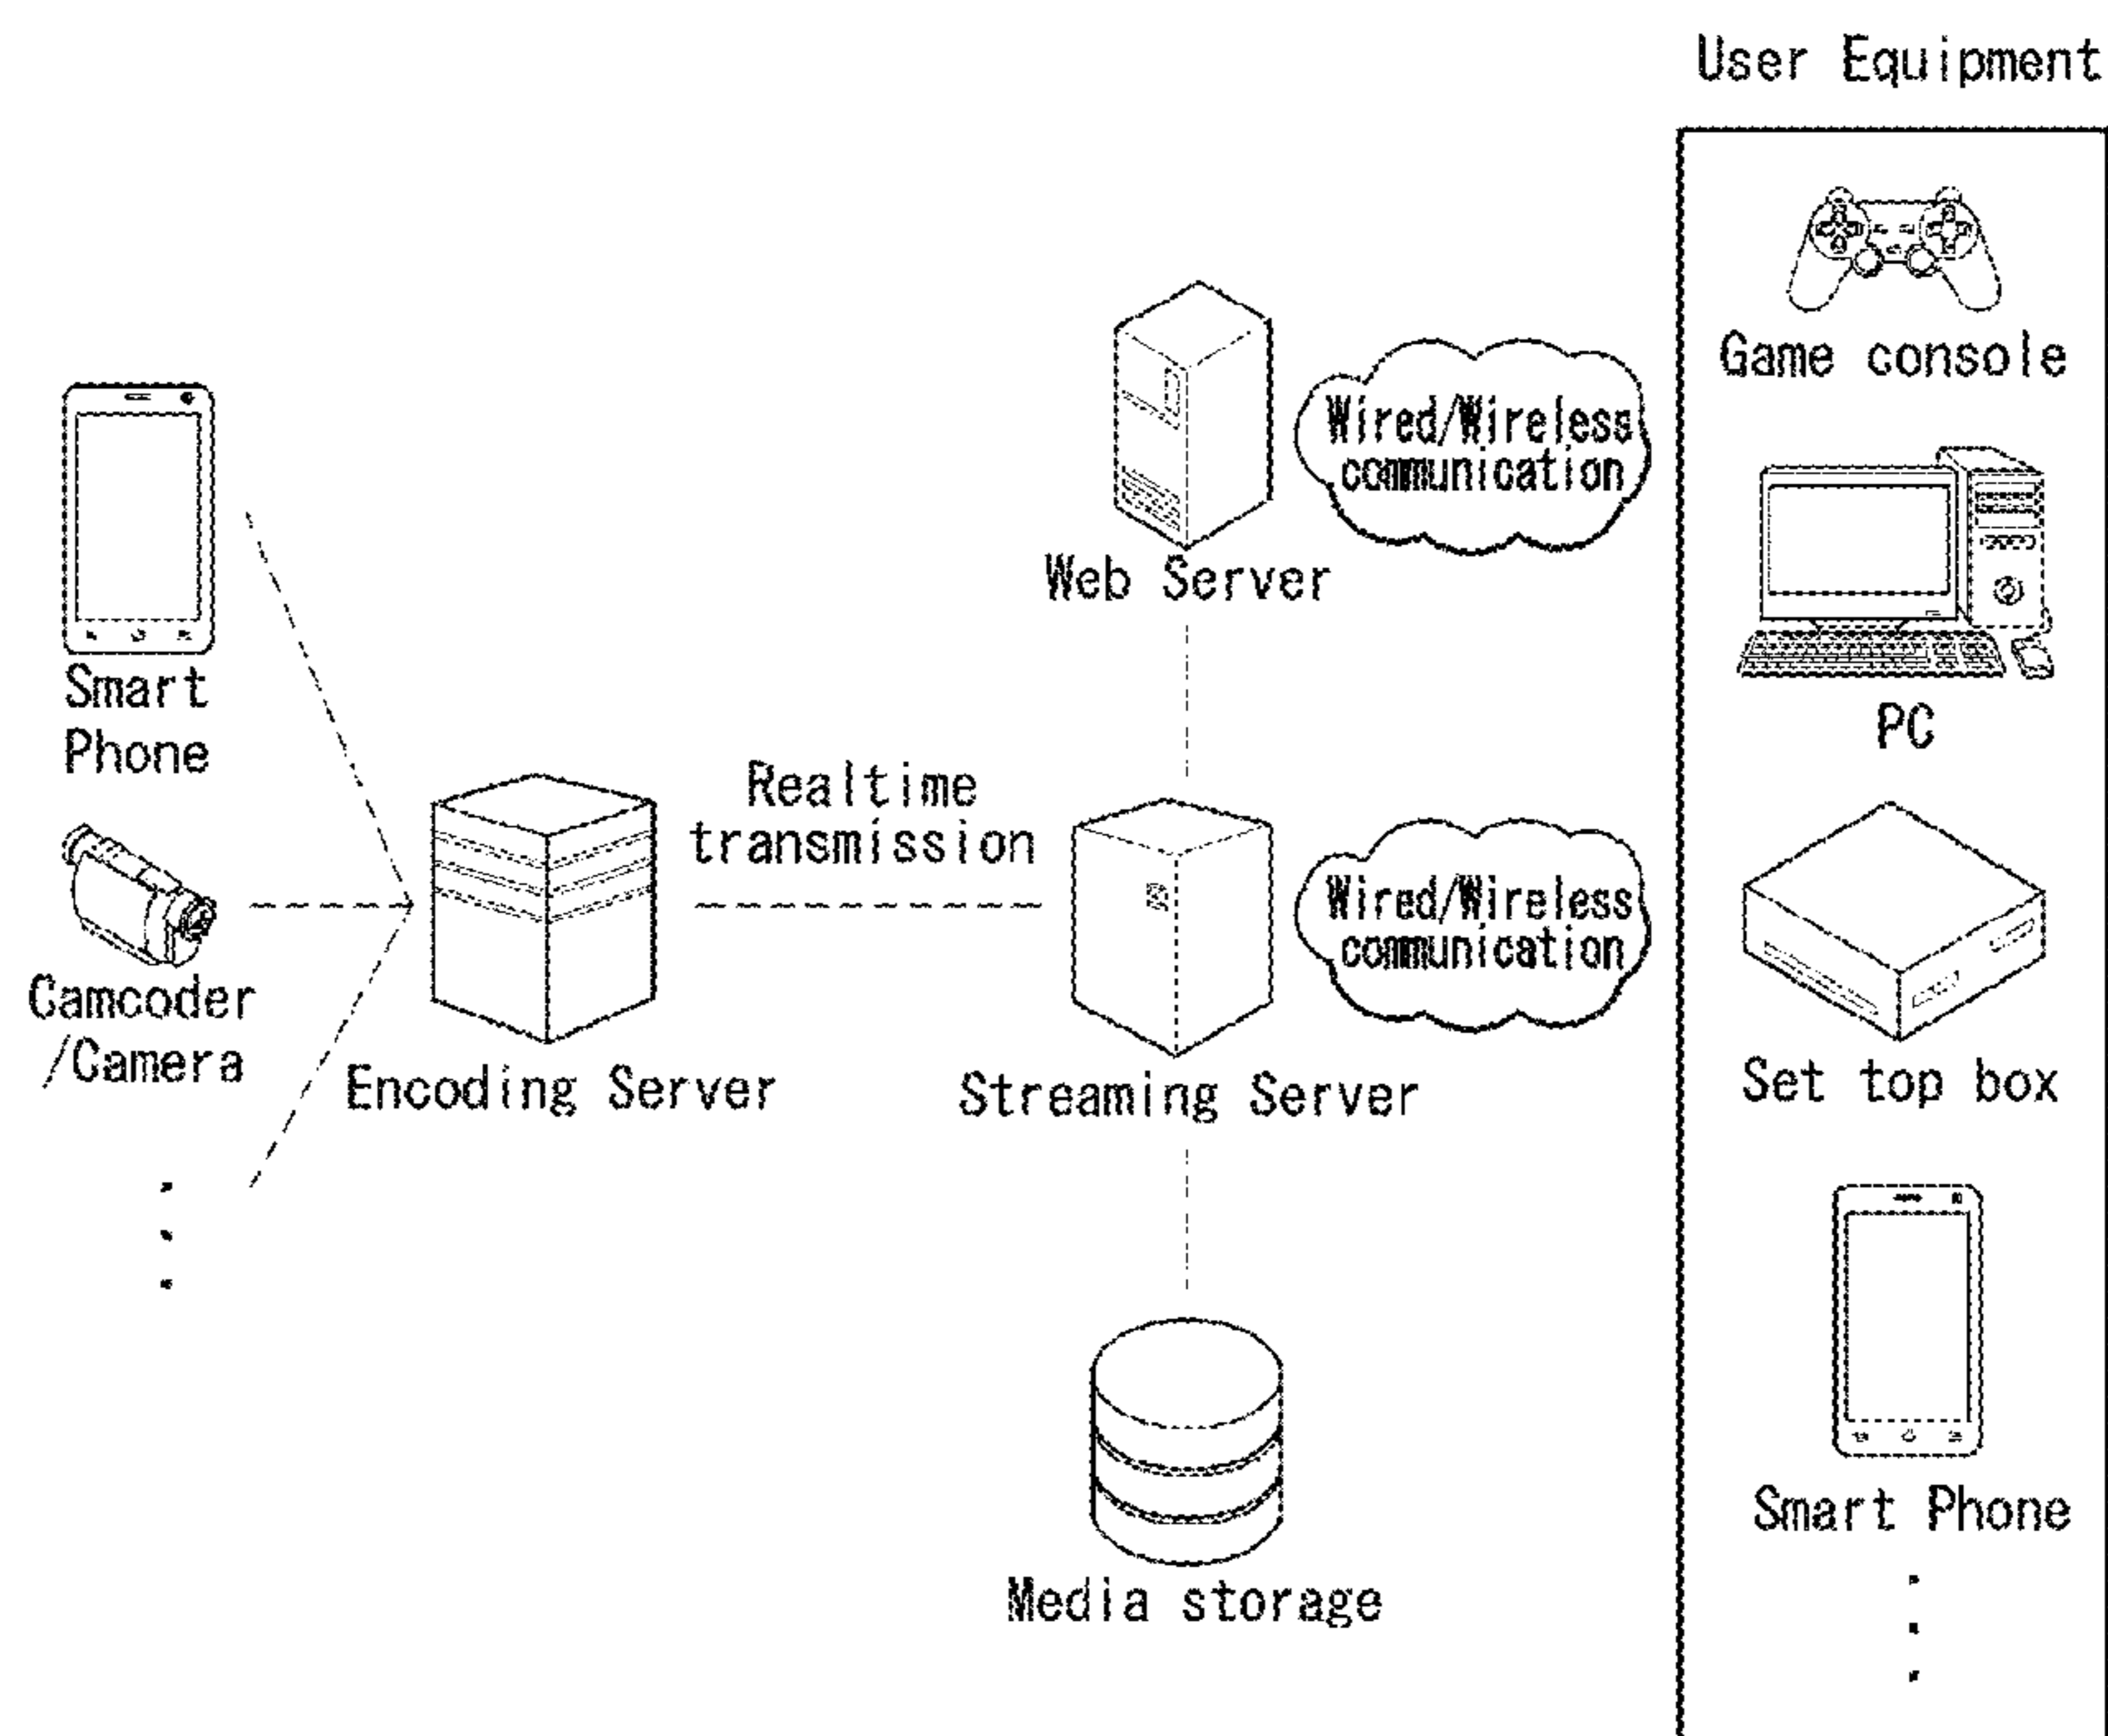 User Equipment
Game console
Wired/Wireless
communication
Web Server
Smart
Phone
PC
Realtime
transmission
Wired/Wireless
communication
Camcoder
/Camera
Encoding Server
Streaming Server
Set top box
Smart Phone
Media storage